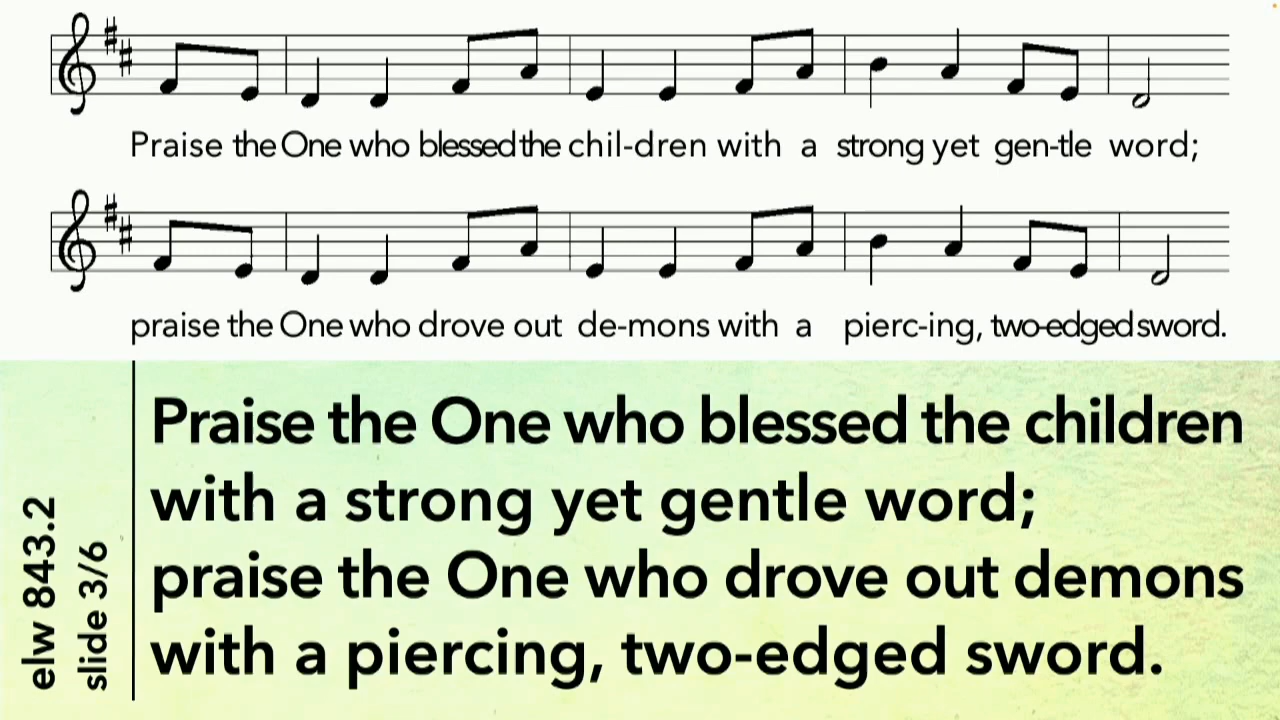 Praise the One who blessed the chil-dren with a strong yet gen-tle word;
praise the One who drove out de-mons with a pierc-ing, two-edged sword.
elw 843.2
slide 3/6
Praise the One who blessed the children
with a strong yet gentle word;
praise the One who drove out demons
with a piercing, two-edged sword.